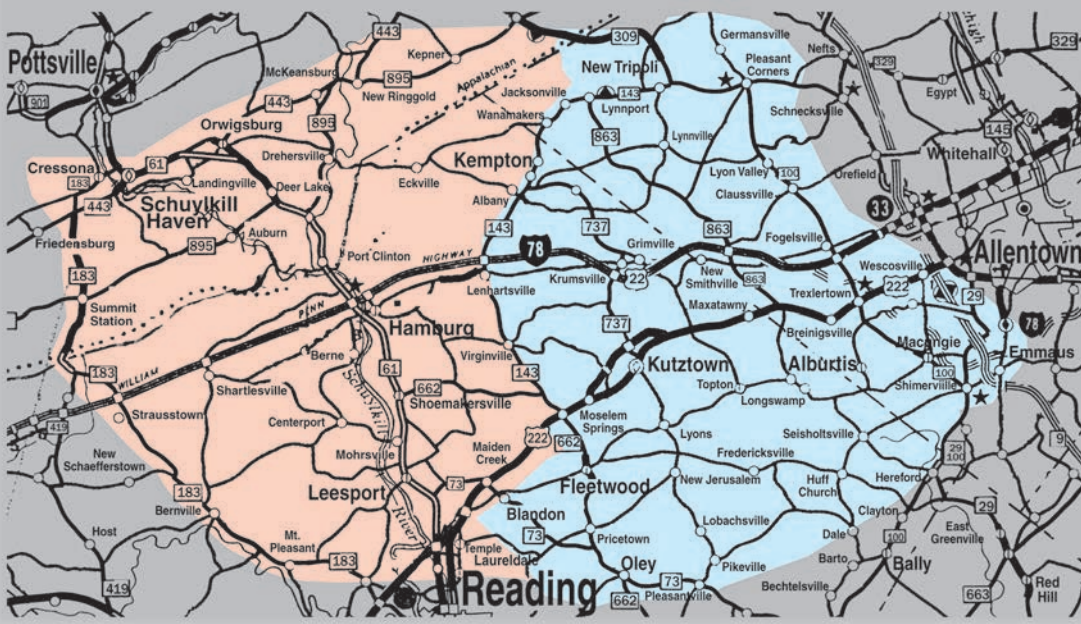 443
309
Germansville
Kepner
Nefts
329
Pottsville
McKeansburg
895
Appalachian
New Tripoli
Pleasant
Corners
329
901
New Ringgold
Jacksonville
143
Egypt
443
Lynnport
Schnecksville
Orwigsburg
895
Wanamakers
863
145
Lynnville
Cressona
61
Drehersville
Kempton
Whitehall
183
Landingville
Eckville
Lyon Valley
100
Orefield
443
Schuylkill
Haven
Deer Lake
Albany
Claussville
33
Friedensburg
895
Auburn
143
737
863
Fogelsville
Port Clinton
HIGHWAY
78
Grimville
Allentown
183
Krumsville
22
New
Smithville
863
Wescosville
222
29
Summit
Station
PENN
Lenhartsville
Maxatawny
Trexlertown
Hamburg
737
Breinigsville
78
Berne
Virginville
Kutztown
Alburtis
Macungie
Emmaus
183
WILLIAM
Schuylkill
61
143
100
Shartlesville
662
Topton
Shimerville
Strausstown
Shoemakersville
Longswamp
419
Centerport
Moselem
Springs
222
662
Lyons
Seisholtsville
9
New
Schaefferstown
Mohrsville
Maiden
Creek
Fredericksville
29
100
183
Leesport
73
Fleetwood
New Jerusalem
Huff
Church
Hereford
Bernville
River
Blandon
Clayton
29
Host
Mt.
Pleasant
73
Pricetown
Lobachsville
Dale
100
East
Greenville
183
Temple
Laureldale
Oley
Pikeville
Barto
Bally
419
Reading
73
Bechtelsville
Red
Hill
662
Pleasantville
663